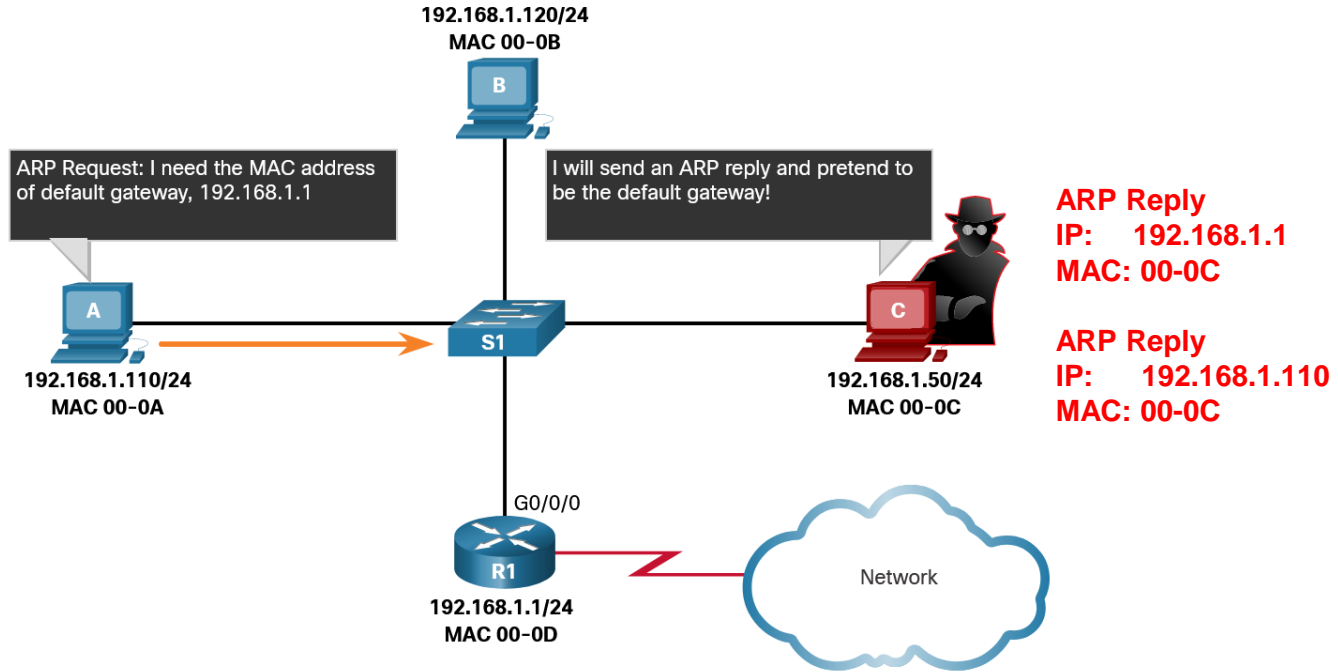 192.168.1.120/24
MAC 00-0B
B
ARP Request: I need the MAC address
of default gateway, 192.168.1.1
I will send an ARP reply and pretend to
be the default gateway!
ARP Reply
IP: 192.168.1.1
MAC: 00-0C
A
S1
C
192.168.1.110/24
MAC 00-0A
192.168.1.50/24
MAC 00-0C
ARP Reply
IP: 192.168.1.110
MAC: 00-0C
G0/0/0
R1
Network
192.168.1.1/24
MAC 00-0D